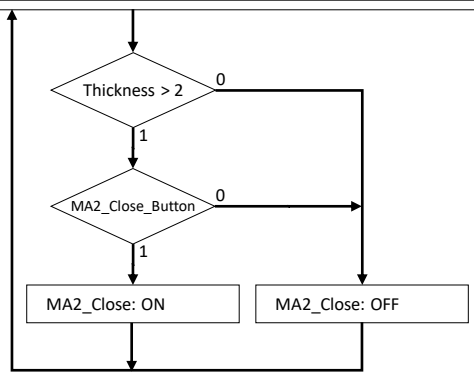 Thickness > 2
0
1
MA2_Close_Button
0
1
MA2_Close: ON
MA2_Close: OFF